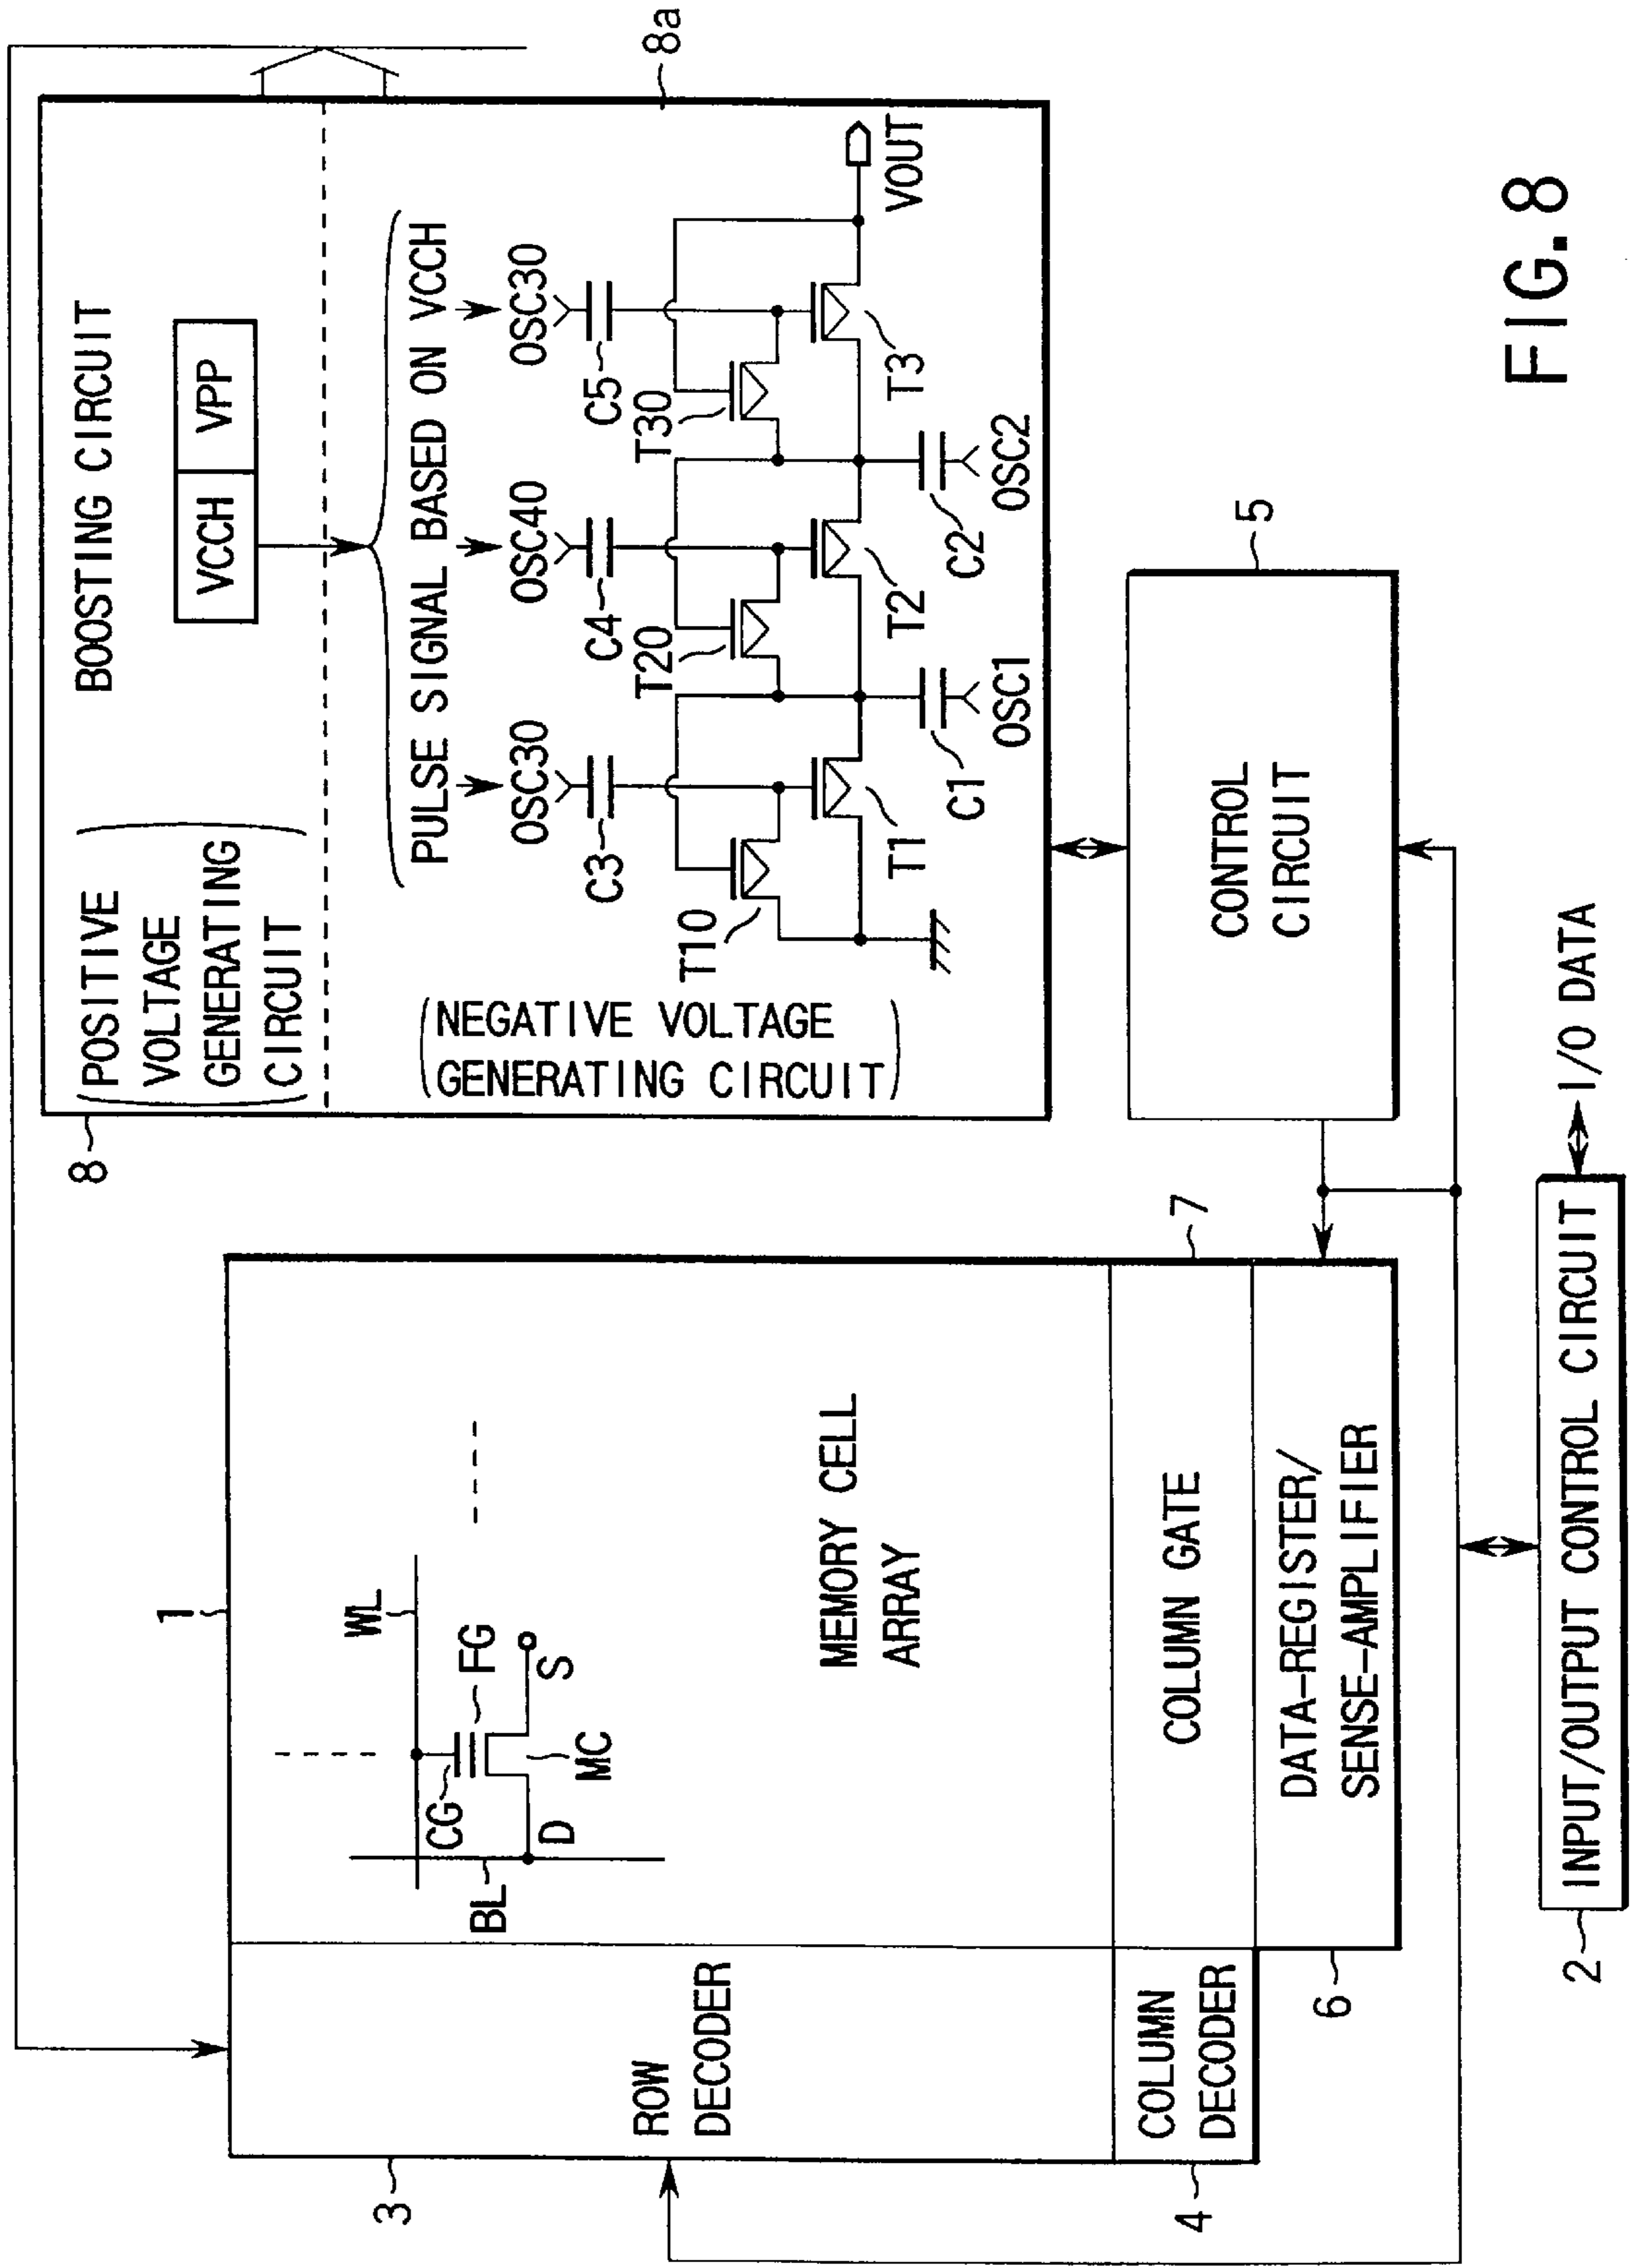 8
POSITIVE
VOLTAGE
GENERATING
CIRCUIT
BOOSTING CIRCUIT
VCCH
VPP
8a
PULSE SIGNAL BASED ON VCCH
OSC30
OSC40
OSC30
C3
C4
C5
T10
T20
T30
T1
T2
T3
VOUT
C1
C2
OSC1
OSC2
NEGATIVE VOLTAGE
GENERATING CIRCUIT
1
WL
CG
FG
BL
D
S
MC
MEMORY CELL
ARRAY
3
ROW
DECODER
7
COLUMN GATE
4
COLUMN
DECODER
6
DATA-REGISTER/
SENSE-AMPLIFIER
5
CONTROL
CIRCUIT
2
INPUT/OUTPUT CONTROL CIRCUIT
I/O DATA
FIG.8